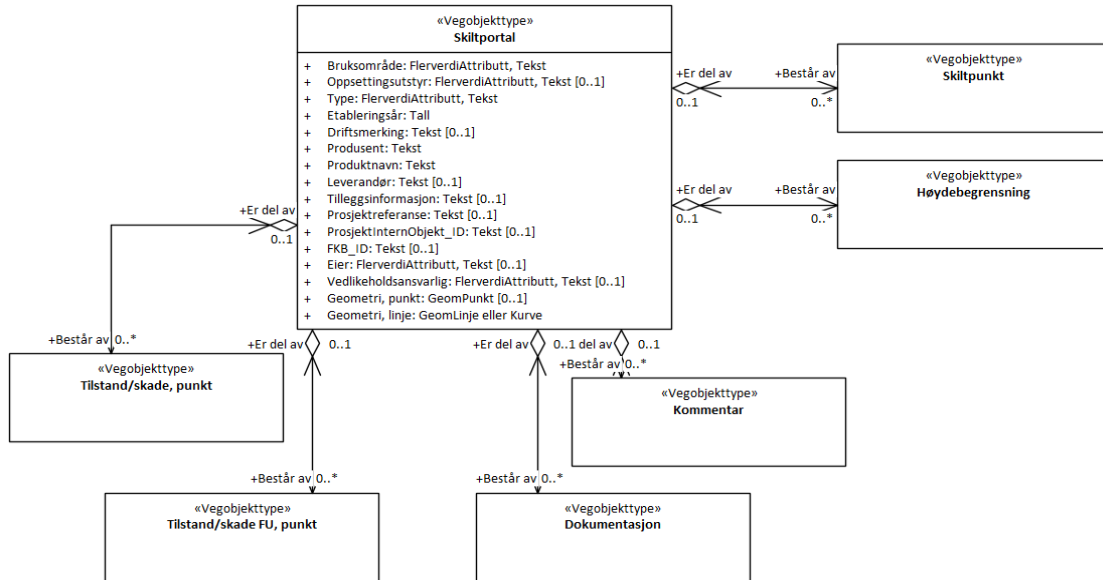 «Vegobjekttype»
Skiltportal
+ Bruksområde: FlerverdiAttributt, Tekst
+ Oppsettingsutstyr: FlerverdiAttributt, Tekst [0..1]
+ Type: FlerverdiAttributt, Tekst
+ Etableringsår: Tall
+ Driftsmerking: Tekst [0..1]
+ Produsent: Tekst
+ Produktnavn: Tekst
+ Leverandør: Tekst [0..1]
+ Tilleggsinformasjon: Tekst [0..1]
+ Prosjektreferanse: Tekst [0..1]
+ ProsjektInternObjekt_ID: Tekst [0..1]
+ FKB_ID: Tekst [0..1]
+ Eier: FlerverdiAttributt, Tekst [0..1]
+ Vedlikeholdsansvarlig: FlerverdiAttributt, Tekst [0..1]
+ Geometri, punkt: GeomPunkt [0..1]
+ Geometri, linje: GeomLinje eller Kurve
+Er del av
0..1
+Består av
0..*
«Vegobjekttype»
Skiltpunkt
+Er del av
0..1
+Består av
0..*
«Vegobjekttype»
Høydebegrensning
+Er del av
0..1
+Består av 0..*
«Vegobjekttype»
Tilstand/skade, punkt
+Er del av 0..1
+Består av 0..*
«Vegobjekttype»
Tilstand/skade FU, punkt
+Er del av 0..1
+Består av 0..*
«Vegobjekttype»
Dokumentasjon
del av 0..1
+Består av 0..*
«Vegobjekttype»
Kommentar